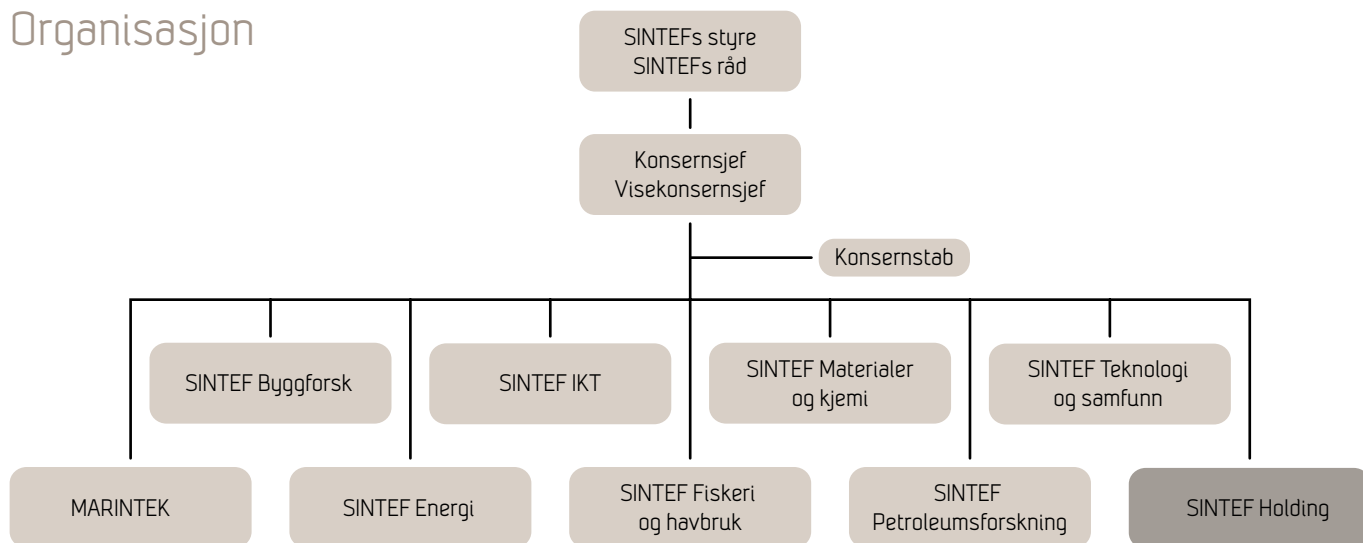 Organisasjon
SINTEFs styre
SINTEFs råd
Konsernsjef
Visekonsernsjef
Konsernstab
SINTEF Byggforsk
SINTEF IKT
SINTEF Materialer
og kjemi
SINTEF Teknologi
og samfunn
MARINTEK
SINTEF Energi
SINTEF Fiskeri
og havbruk
SINTEF
Petroleumsforskning
SINTEF Holding